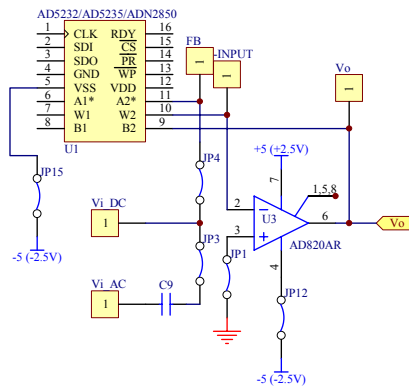 AD5232/AD5235/ADN2850
1 CLK RDY 16
2 SDI CS 15
3 SDO PR 14
4 GND WP 13
5 VSS VDD 12
6 A1* A2* 11
7 W1 W2 10
8 B1 B2 9
U1
FB
1
-INPUT
1
Vo
1
JP15
-5 (-2.5V)
JP4
Vi_DC
1
JP3
Vi_AC
1
C9
JP1
+5 (+2.5V)
7
1,5,8
2
3
U3
6
AD820AR
4
Vo
JP12
-5 (-2.5V)